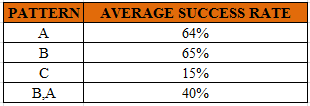 PATTERN AVERAGE SUCCESS RATE
A 64%
B 65%
C 15%
B,A 40%